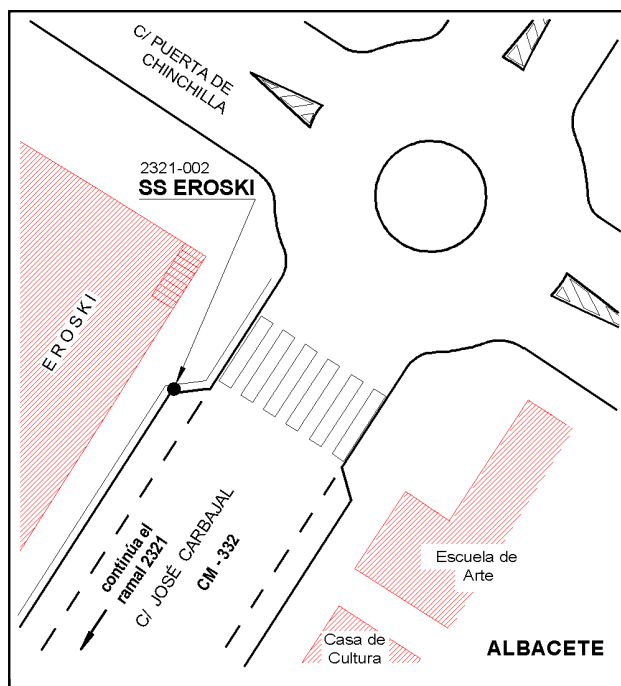 C/ PUERTA DE
CHINCHILLA
2321-002
SS EROSKI
EROSKI
continúa el
ramal 2321
C/ JOSÉ CARBAJAL
CM - 332
Escuela de
Arte
Casa de
Cultura
ALBACETE